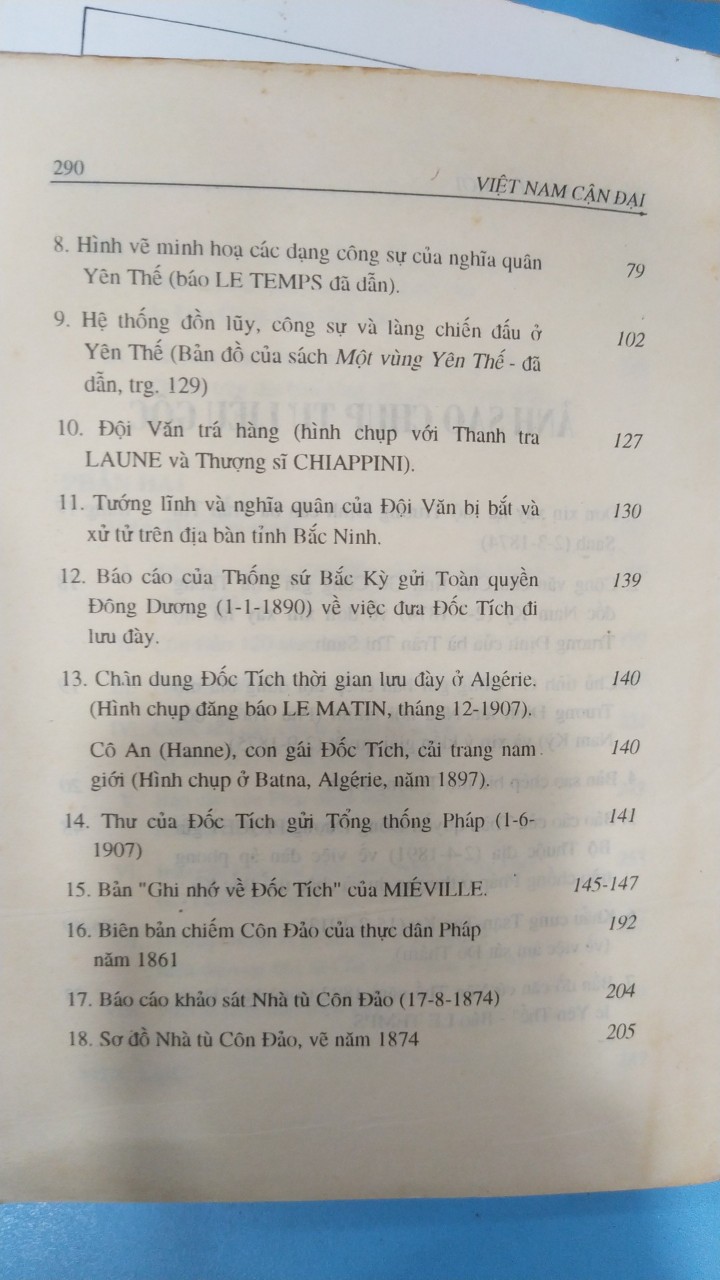 290
VIỆT NAM CẬN ĐẠI
8. Hình vẽ minh hoạ các dạng công sự của nghĩa quân 79
Yên Thế (báo LE TEMPS đã dẫn).
9. Hệ thống đồn lũy, công sự và làng chiến đấu ở 102
Yên Thế (Bản đồ của sách Một vùng Yên Thế - đã
dẫn, trg. 129)
10. Đội Văn trá hàng (hình chụp với Thanh tra 127
LAUNE và Thượng sĩ CHIAPPINI).
11. Tướng lĩnh và nghĩa quân của Đội Văn bị bắt và 130
xử tử trên địa bàn tỉnh Bắc Ninh.
12. Báo cáo của Thống sứ Bắc Kỳ gửi Toàn quyền 139
Đông Dương (1-1-1890) về việc đưa Đốc Tích đi
lưu đày.
13. Chân dung Đốc Tích thời gian lưu đày ở Algérie. 140
(Hình chụp đăng báo LE MATIN, tháng 12-1907).
Cô An (Hanne), con gái Đốc Tích, cải trang nam 140
giới (Hình chụp ở Batna, Algérie, năm 1897).
14. Thư của Đốc Tích gửi Tổng thống Pháp (1-6- 141
1907)
15. Bản "Ghi nhớ về Đốc Tích" của MIÉVILLE. 145-147
16. Biên bản chiếm Côn Đảo của thực dân Pháp 192
năm 1861
17. Báo cáo khảo sát Nhà tù Côn Đảo (17-8-1874) 204
18. Sơ đồ Nhà tù Côn Đảo, vẽ năm 1874 205